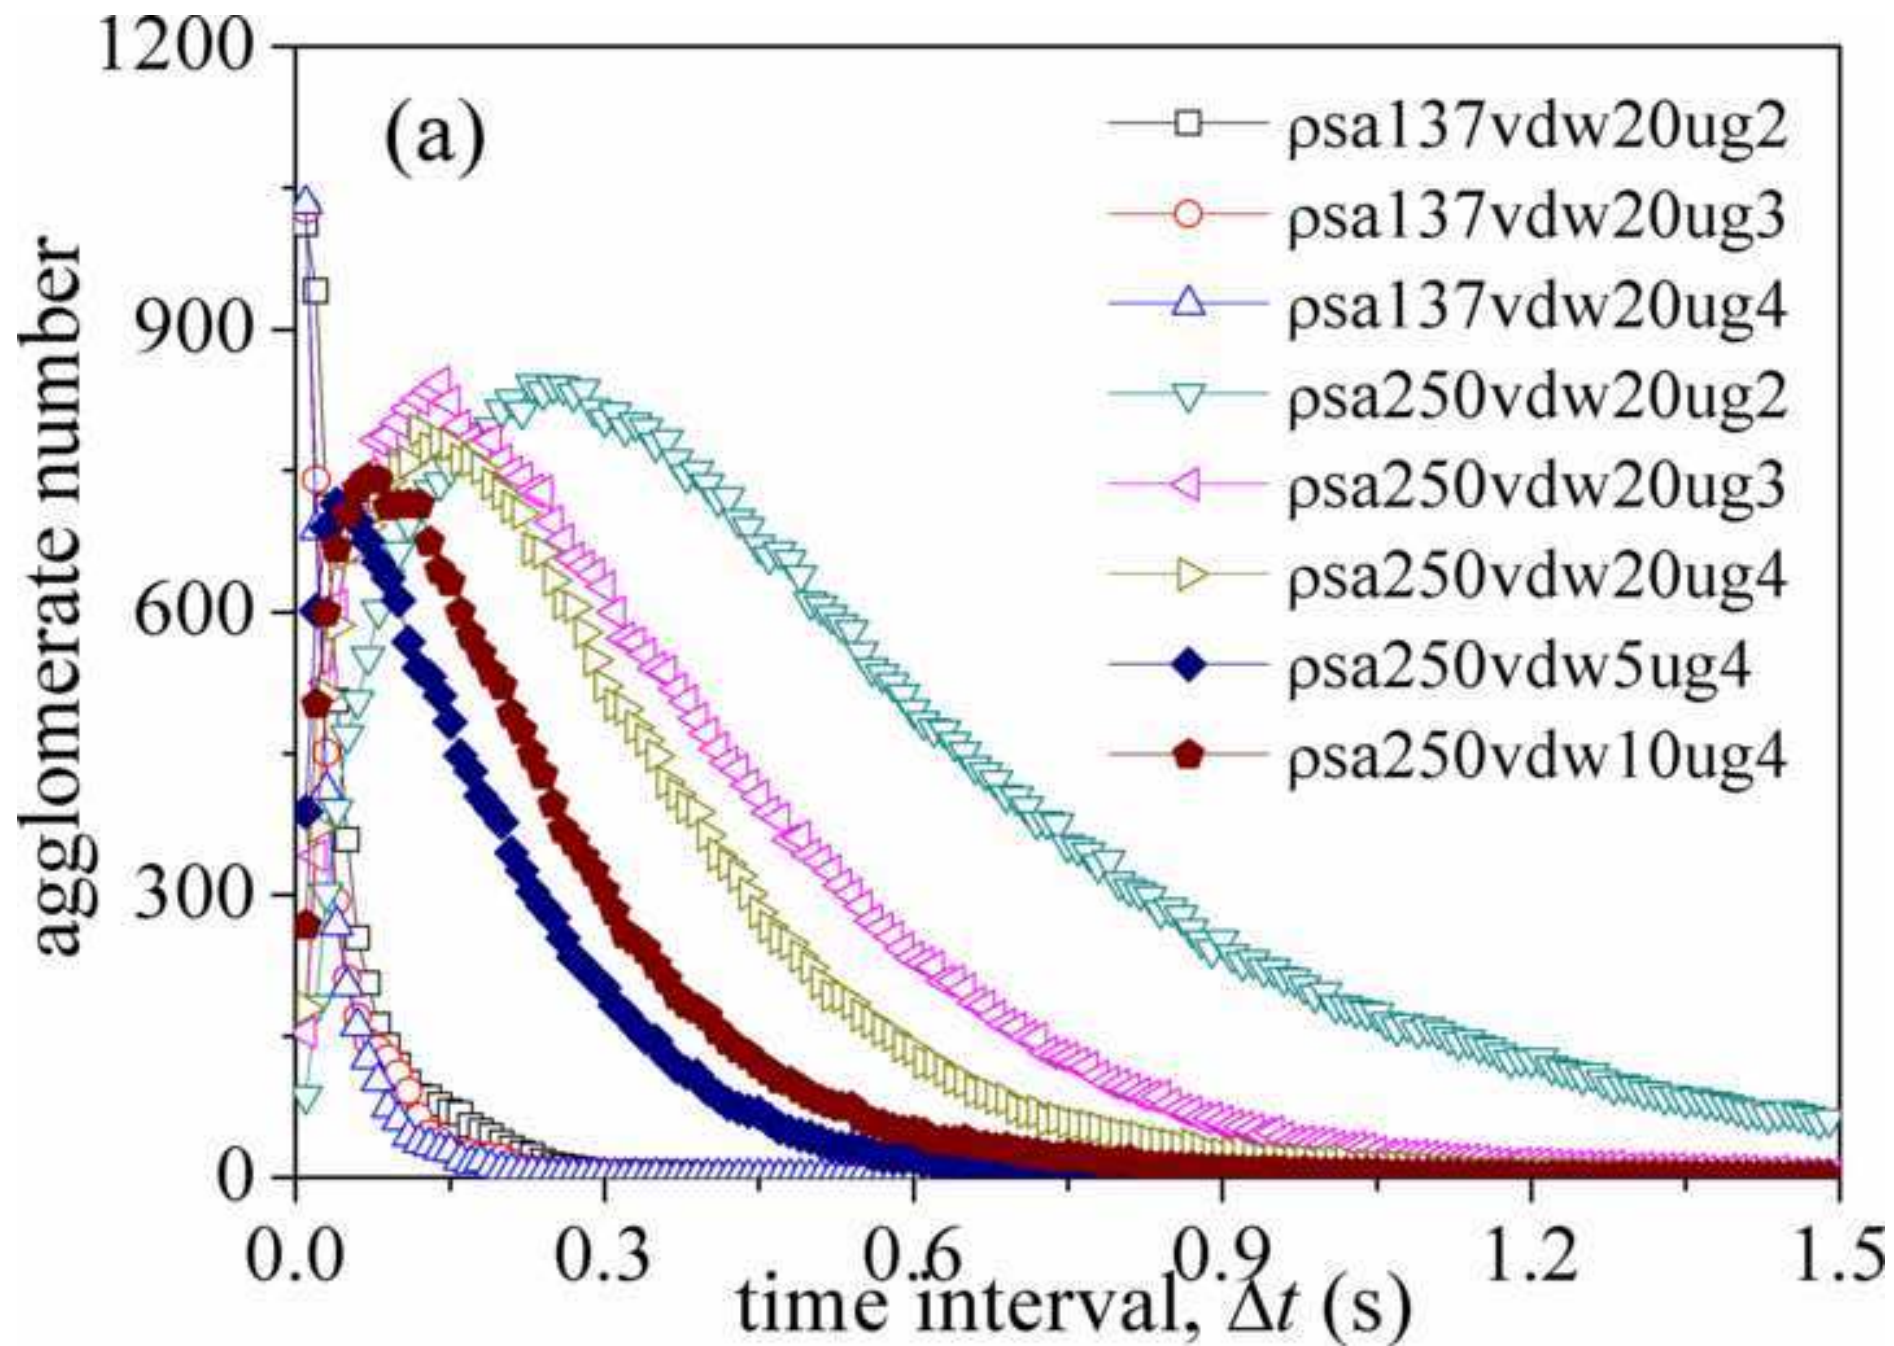 1200
900
600
300
0
agglomerate number
(a)
ρsa137vdw20ug2
ρsa137vdw20ug3
ρsa137vdw20ug4
ρsa250vdw20ug2
ρsa250vdw20ug3
ρsa250vdw20ug4
ρsa250vdw5ug4
ρsa250vdw10ug4
0.0 0.3 0.6 0.9 1.2 1.5
time interval, Δt (s)